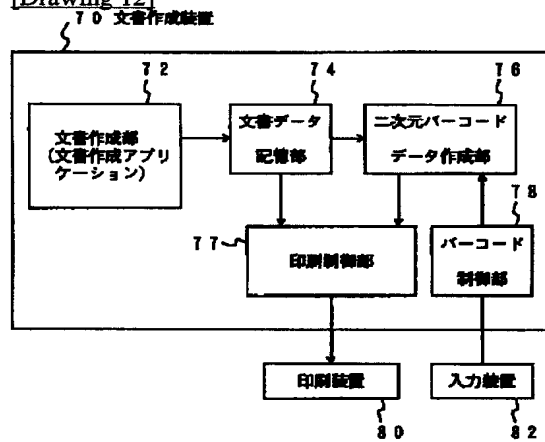 [Drawing 12]
70 文書作成装置
72
74
76
文書作成部
(文書作成アプリ
ケーション)
文書データ
記憶部
二次元バーコード
データ作成部
78
77
印刷制御部
バーコード
制御部
印刷装置
入力装置
80
82